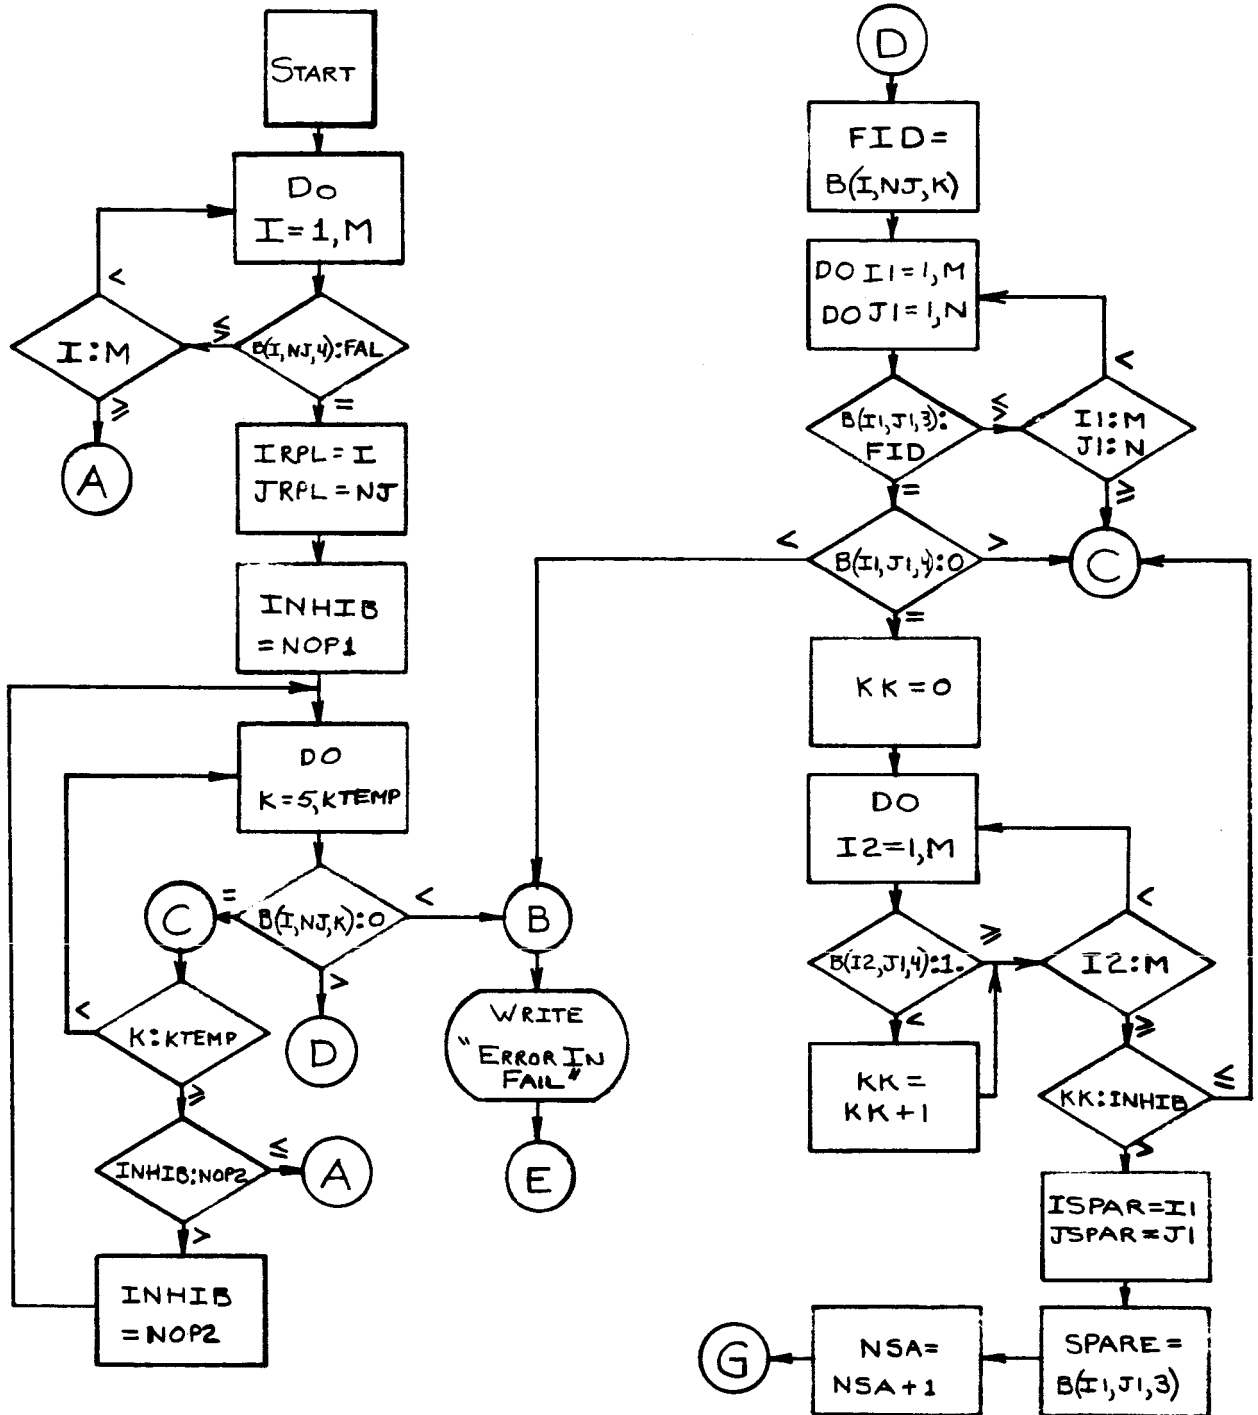 START
DO
I=1,M
<
I:M
≥
A
≶
B(I,NJ,4):FAL
=
IRPL=I
JRPL=NJ
INHIB
=NOP1
DO
K=5,KTEMP
=
B(I,NJ,K):0
<
>
C
D
K:KTEMP
<
≥
INHIB:NOP2
≤
A
>
INHIB
=NOP2
B
WRITE
"ERROR IN
FAIL"
E
D
FID=
B(I,NJ,K)
DO I1=1,M
DO J1=1,N
B(I1,J1,3):
FID
≶
=
I1:M
J1:N
<
≥
C
<
B(I1,J1,4):0
>
=
KK=0
DO
I2=1,M
B(I2,J1,4):1.
≥
<
KK=
KK+1
I2:M
<
≥
KK:INHIB
≤
>
ISPAR=I1
JSPAR=J1
SPARE=
B(I1,J1,3)
NSA=
NSA+1
G